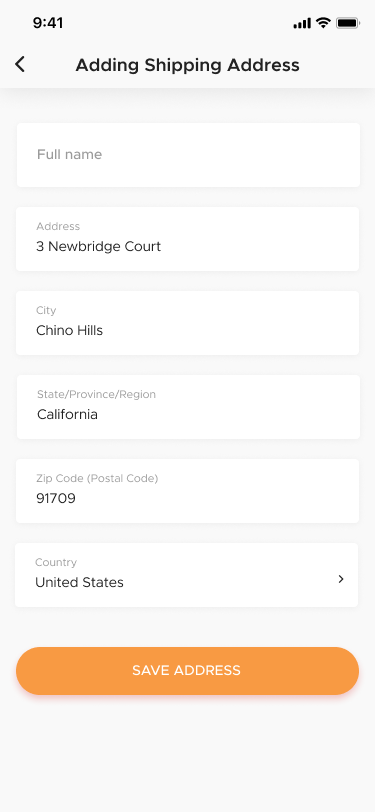 9:41
Adding Shipping Address
Full name
Address
3 Newbridge Court
City
Chino Hills
State/Province/Region
California
Zip Code (Postal Code)
91709
Country
United States
SAVE ADDRESS